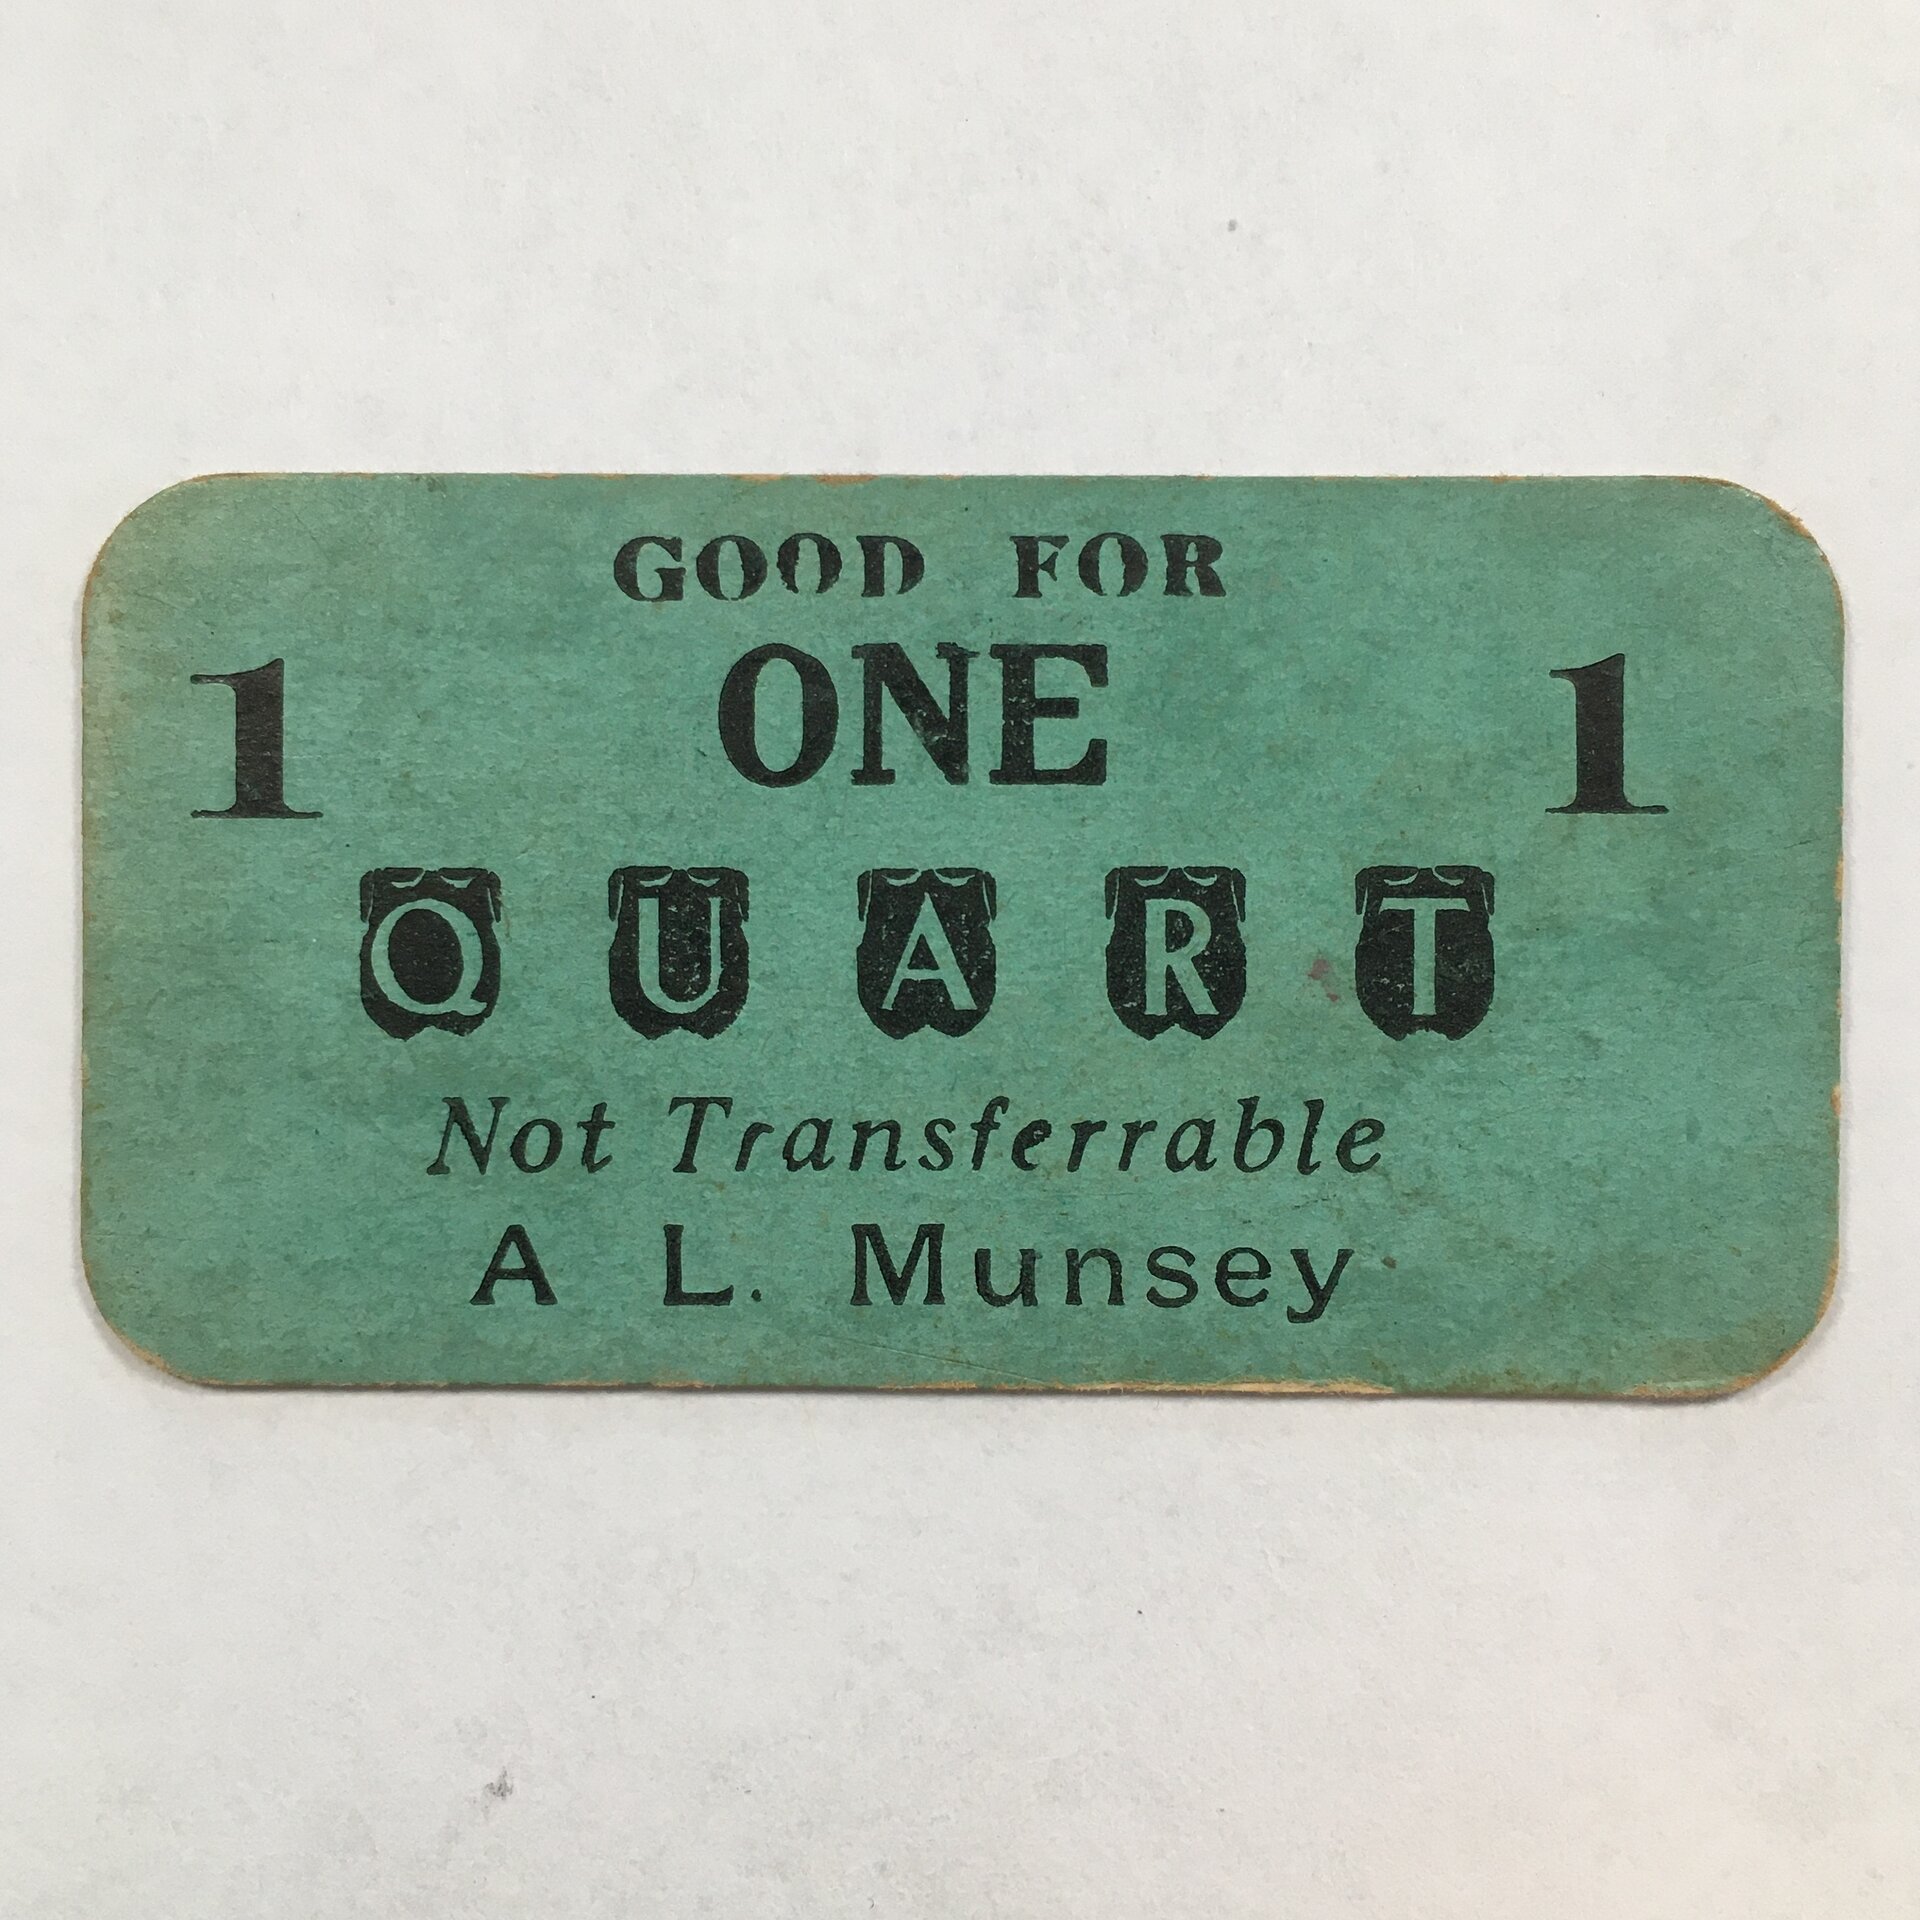 GOOD FOR
1 ONE 1
QUART
Not Transferrable
A L. Munsey